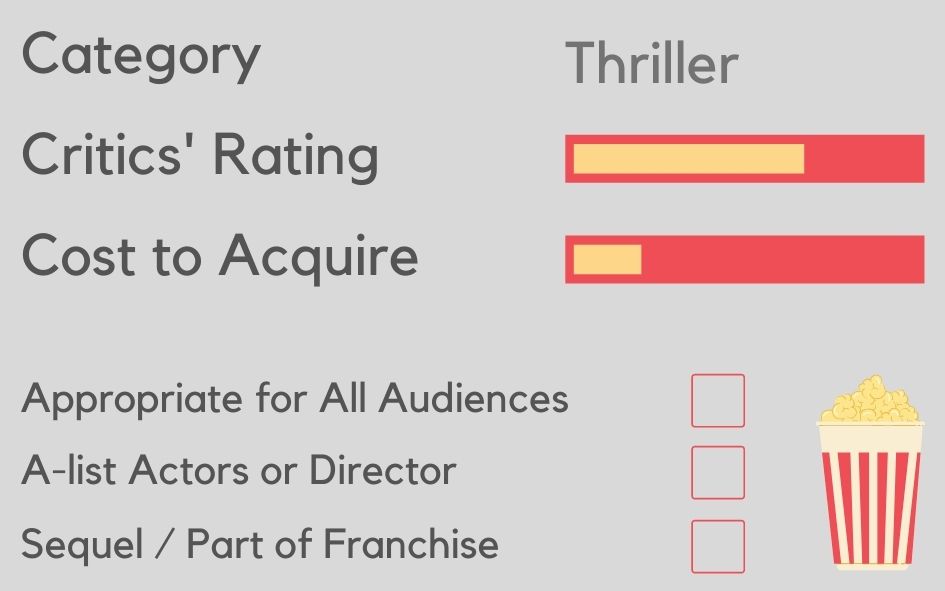 Category Thriller
Critics' Rating
Cost to Acquire
Appropriate for All Audiences
A-list Actors or Director
Sequel / Part of Franchise